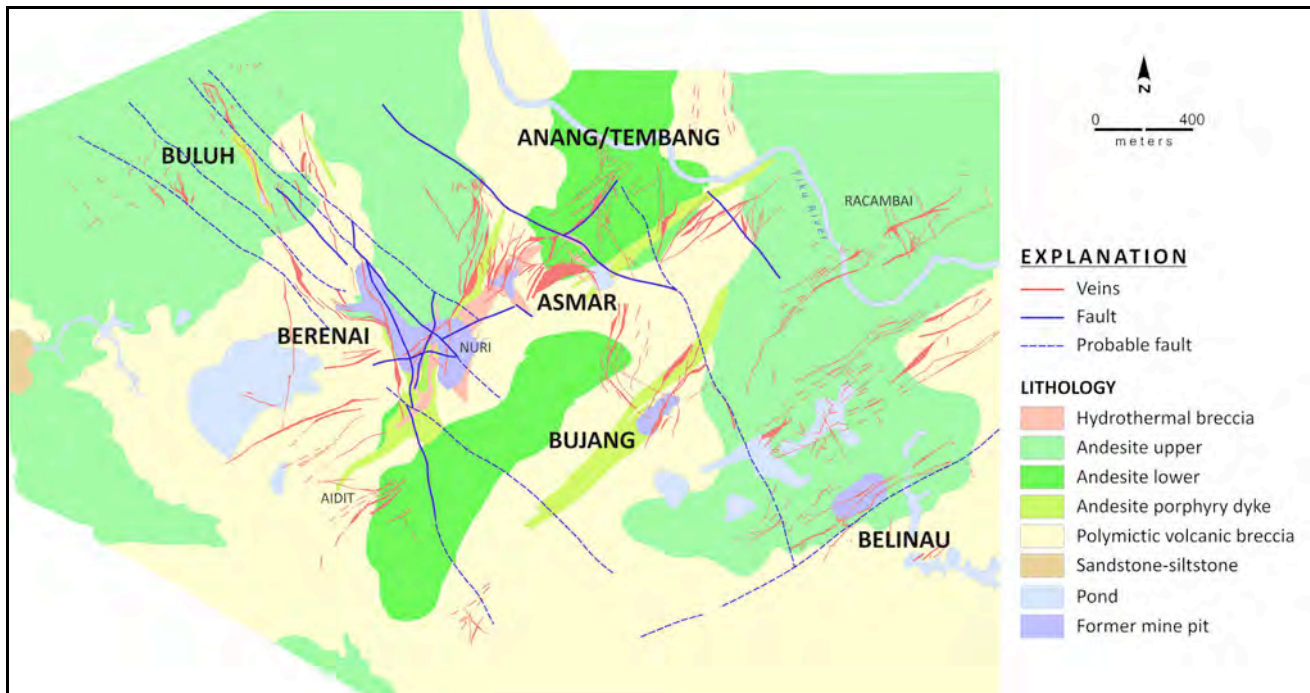 ANANG/TEMBANG
BULUH
Tiku River
RACAMBAI
ASMAR
BERENAI
NURI
BUJANG
AIDIT
BELINAU
N
0 400
meters
EXPLANATION
Veins
Fault
Probable fault
LITHOLOGY
Hydrothermal breccia
Andesite upper
Andesite lower
Andesite porphyry dyke
Polymictic volcanic breccia
Sandstone-siltstone
Pond
Former mine pit